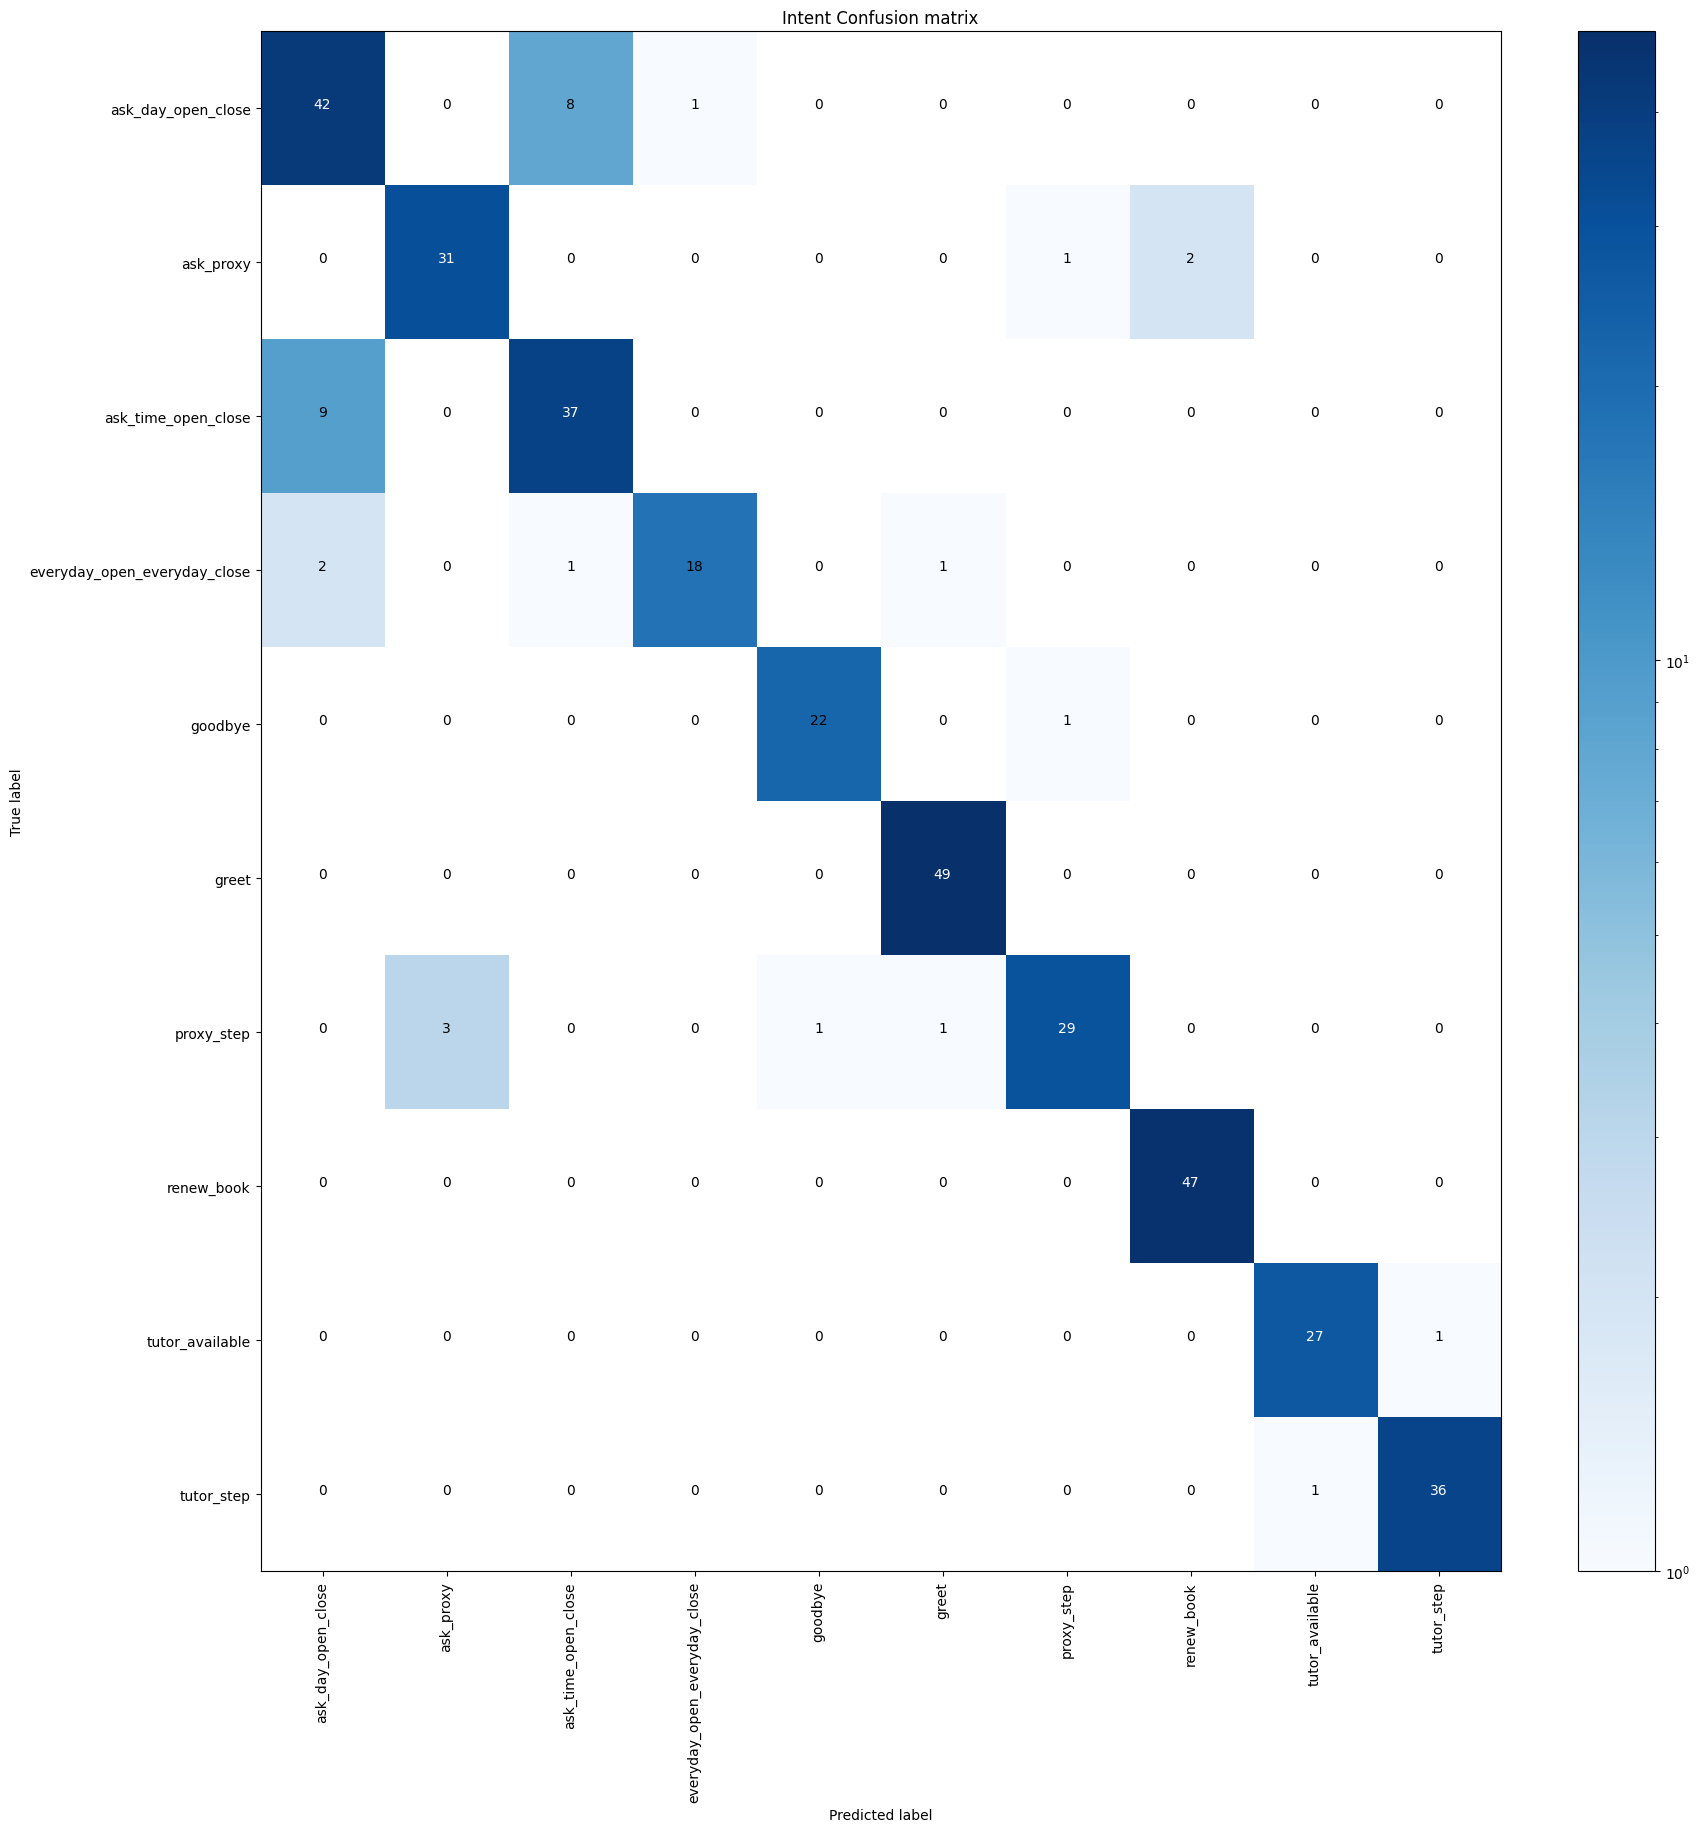 Intent Confusion matrix
ask_day_open_close 42 0 8 1 0 0 0 0 0 0
ask_proxy 0 31 0 0 0 0 1 2 0 0
ask_time_open_close 9 0 37 0 0 0 0 0 0 0
everyday_open_everyday_close 2 0 1 18 0 1 0 0 0 0
goodbye 0 0 0 0 22 0 1 0 0 0
greet 0 0 0 0 0 49 0 0 0 0
proxy_step 0 3 0 0 1 1 29 0 0 0
renew_book 0 0 0 0 0 0 0 47 0 0
tutor_available 0 0 0 0 0 0 0 0 27 1
tutor_step 0 0 0 0 0 0 0 0 1 36
True label
ask_day_open_close
ask_proxy
ask_time_open_close
everyday_open_everyday_close
goodbye
greet
proxy_step
renew_book
tutor_available
tutor_step
Predicted label
10¹
10⁰